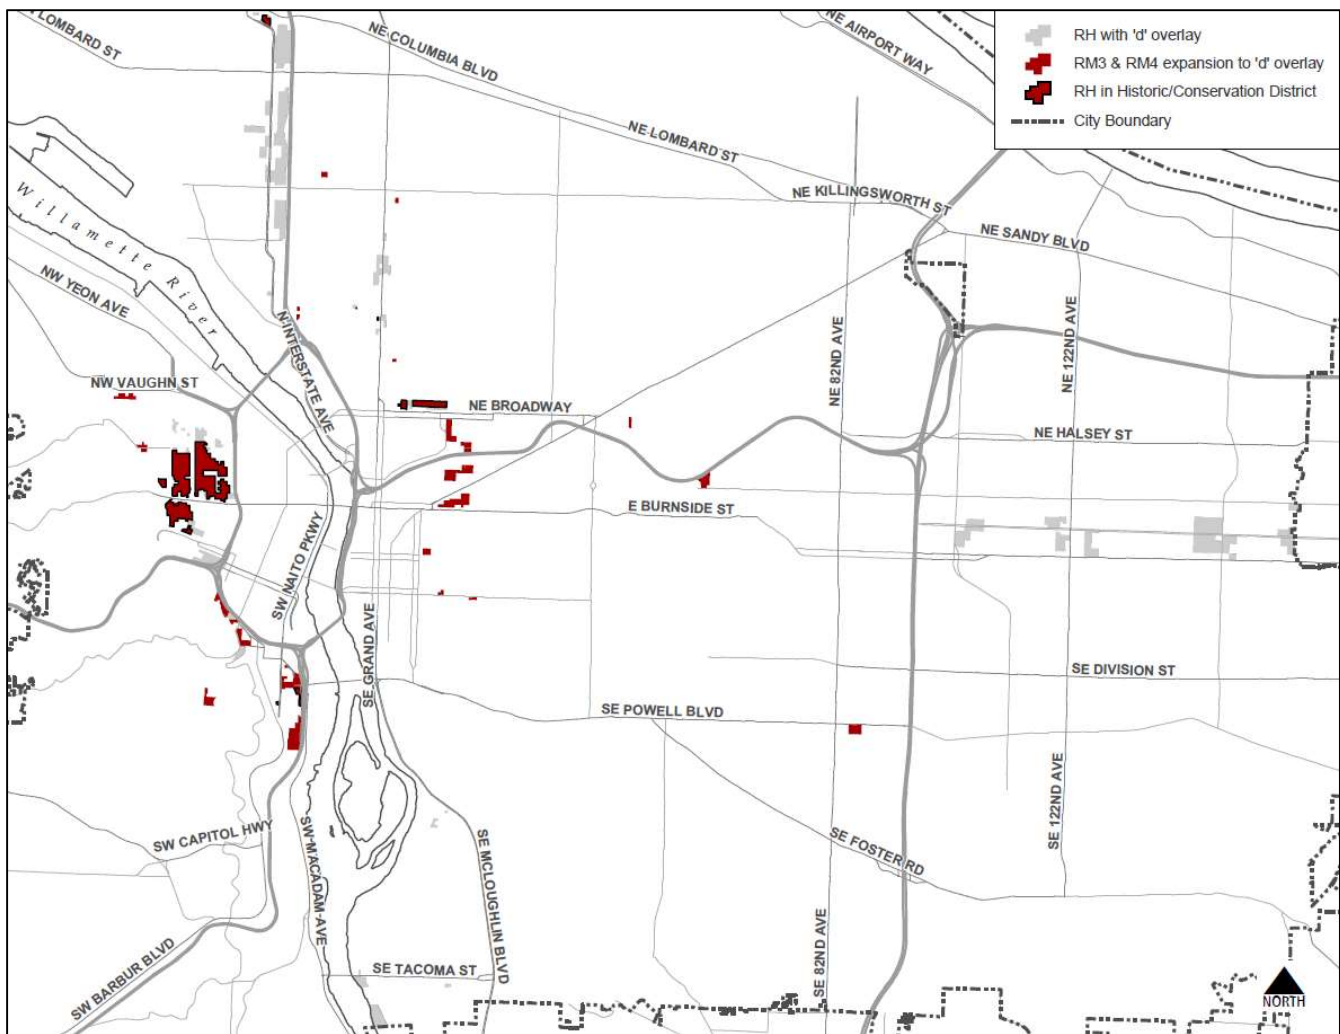 LOMBARD ST
NE COLUMBIA BLVD
NE AIRPORT WAY
RH with 'd' overlay
RM3 & RM4 expansion to 'd' overlay
RH in Historic/Conservation District
City Boundary
NE LOMBARD ST
NE KILLINGSWORTH ST
NE SANDY BLVD
Willamette River
NW YEON AVE
N INTERSTATE AVE
NE 82ND AVE
NE 122ND AVE
NW VAUGHN ST
NE BROADWAY
NE HALSEY ST
E BURNSIDE ST
SW NAITO PKWY
SE GRAND AVE
SE DIVISION ST
SE POWELL BLVD
SE 122ND AVE
SW CAPITOL HWY
SW MACADAM AVE
SE MCLOUGHLIN BLVD
SE FOSTER RD
SE 82ND AVE
SW BARBUR BLVD
SE TACOMA ST
NORTH